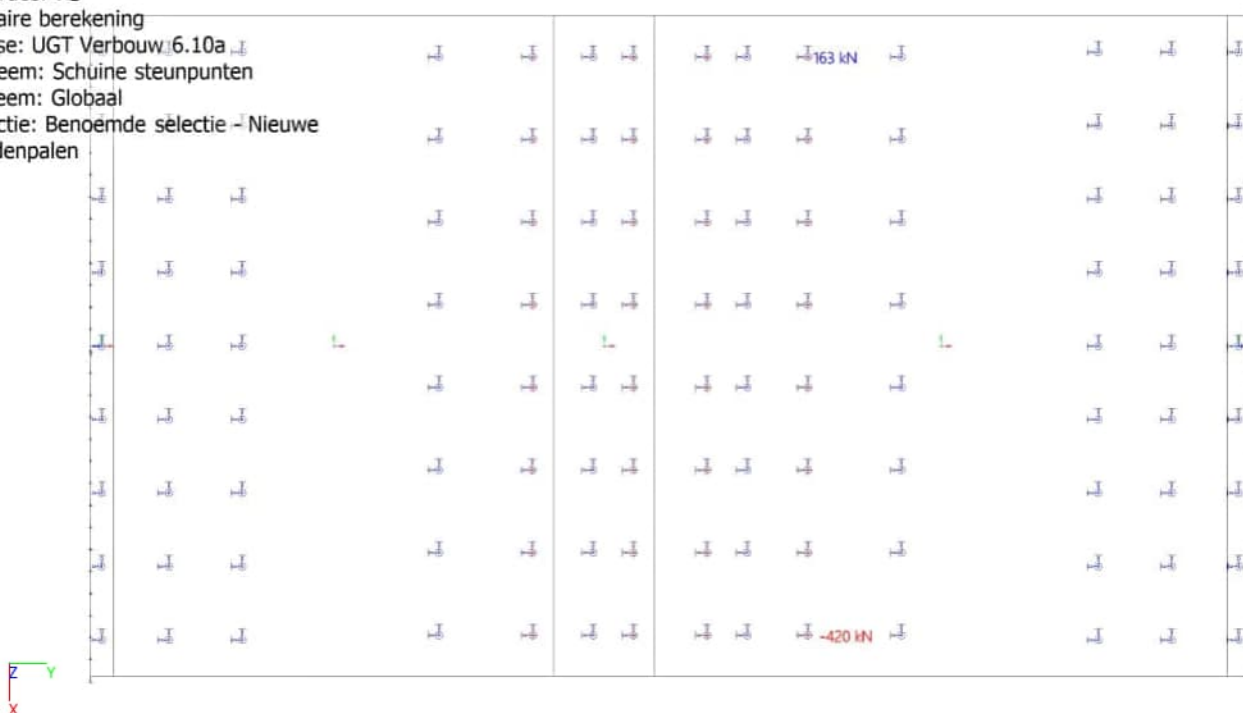 aire berekening
se: UGT Verbouw 6.10a
eem: Schuine steunpunten
eem: Globaal
ctie: Benoemde selectie - Nieuwe
lenpalen
163 kN
-420 kN
Z Y
X